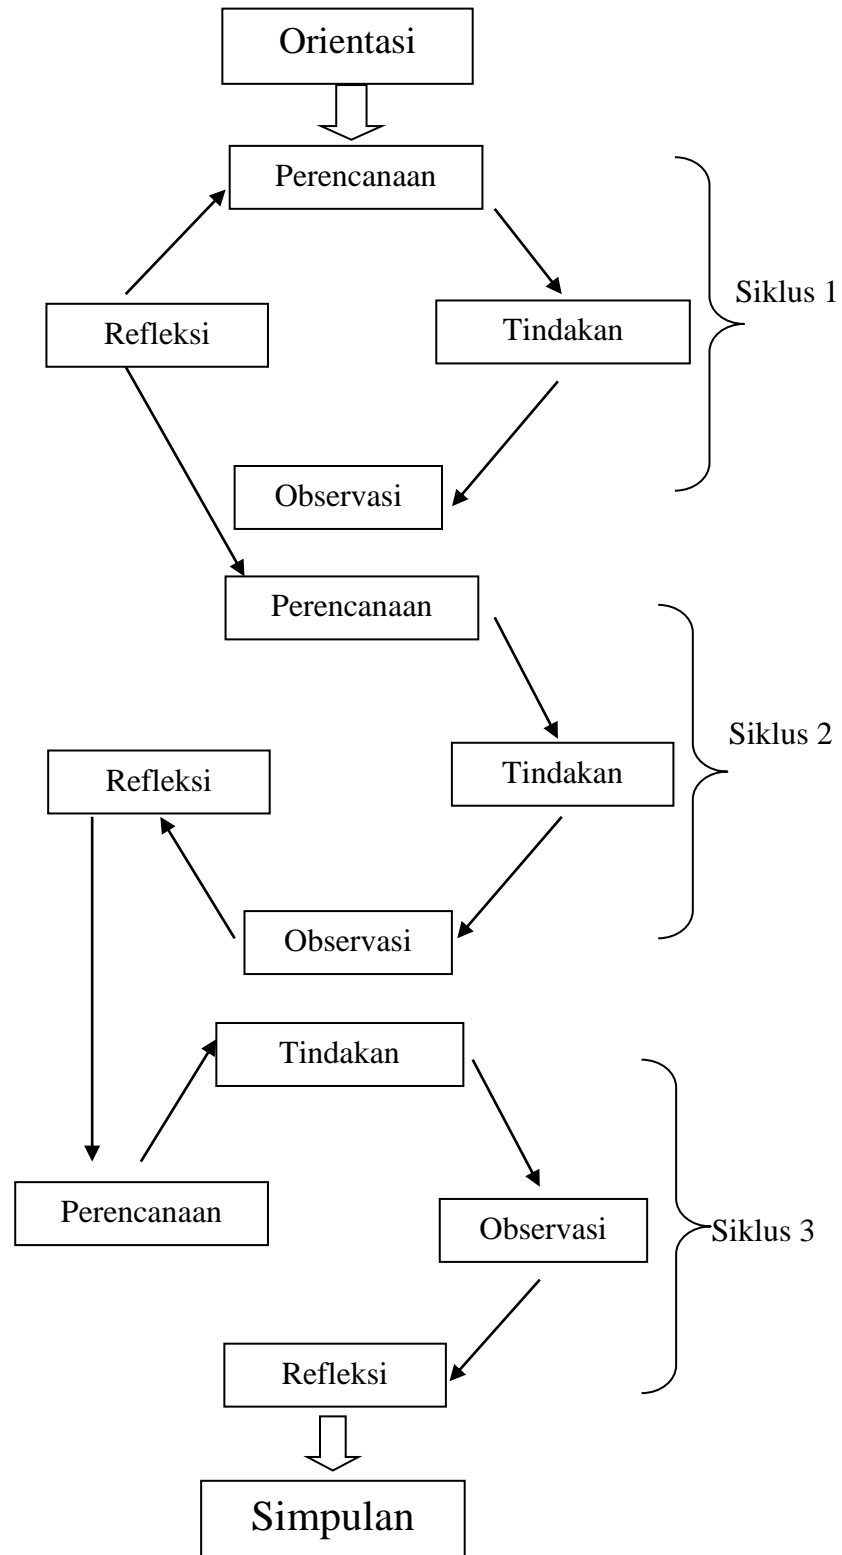 Orientasi
Perencanaan
Siklus 1
Refleksi
Tindakan
Observasi
Perencanaan
Siklus 2
Refleksi
Tindakan
Observasi
Tindakan
Perencanaan
Observasi
Siklus 3
Refleksi
Simpulan